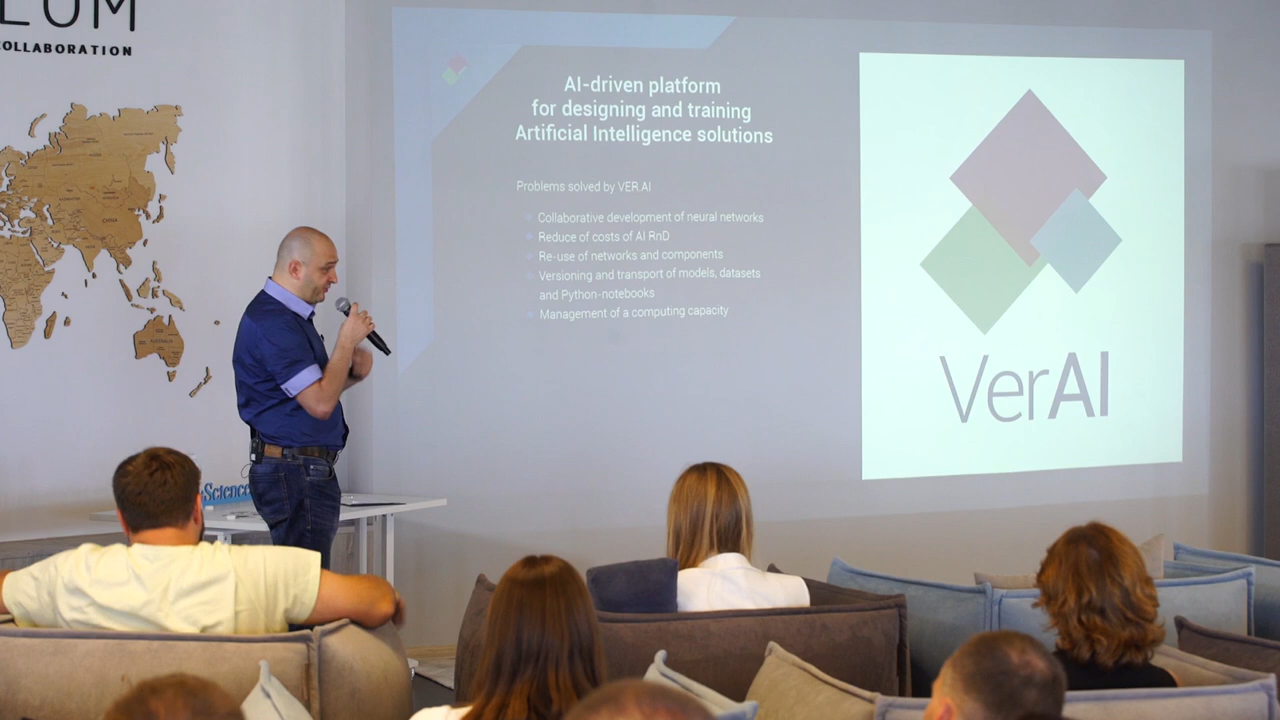 COLLABORATION
AI-driven platform
for designing and training
Artificial Intelligence solutions
Problems solved by VER.AI
Collaborative development of neural networks
Reduce of costs of AI RnD
Re-use of networks and components
Versioning and transport of models, datasets
and Python-notebooks
Management of a computing capacity
VerAI
Science
CHINA
AUSTRALIA